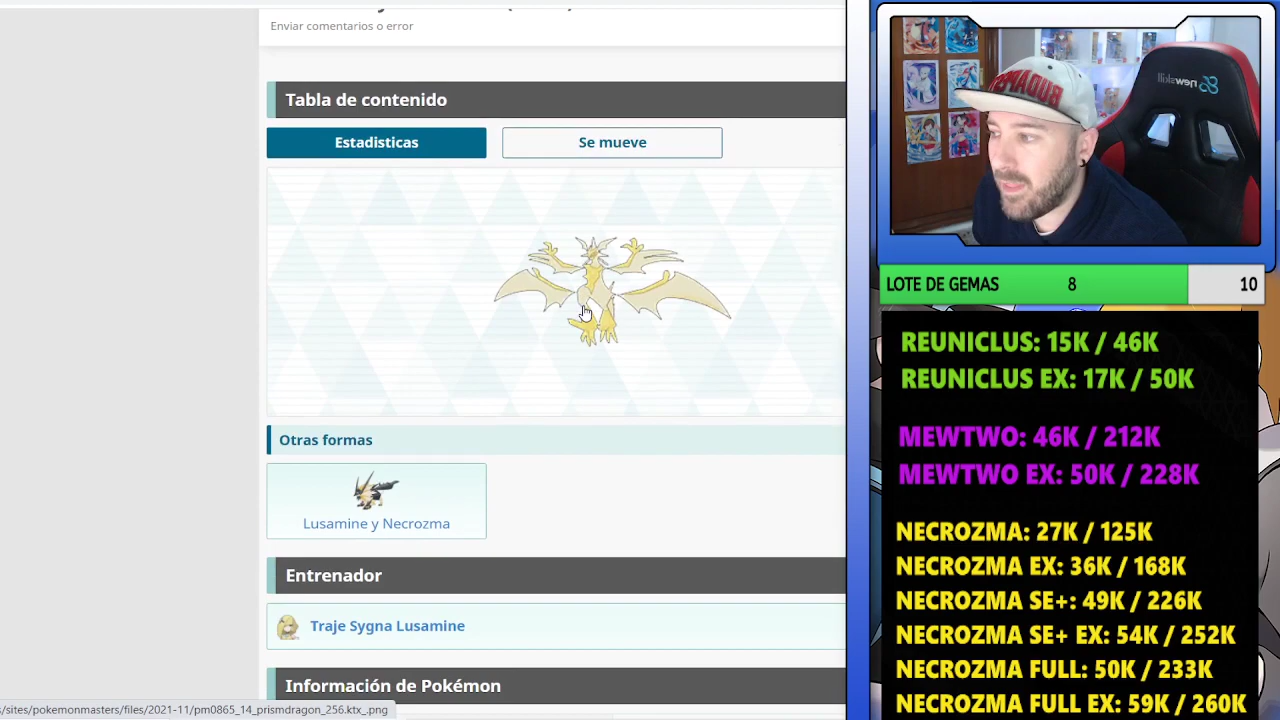 Enviar comentarios o error
Tabla de contenido
Estadisticas
Se mueve
Otras formas
Lusamine y Necrozma
Entrenador
Traje Sygna Lusamine
Información de Pokémon
/sites/pokemonmasters/files/2021-11/pm0865_14_prismdragon_256.ktx_.png
newskill
LOTE DE GEMAS 8 10
REUNICLUS: 15K / 46K
REUNICLUS EX: 17K / 50K
MEWTWO: 46K / 212K
MEWTWO EX: 50K / 228K
NECROZMA: 27K / 125K
NECROZMA EX: 36K / 168K
NECROZMA SE+: 49K / 226K
NECROZMA SE+ EX: 54K / 252K
NECROZMA FULL: 50K / 233K
NECROZMA FULL EX: 59K / 260K